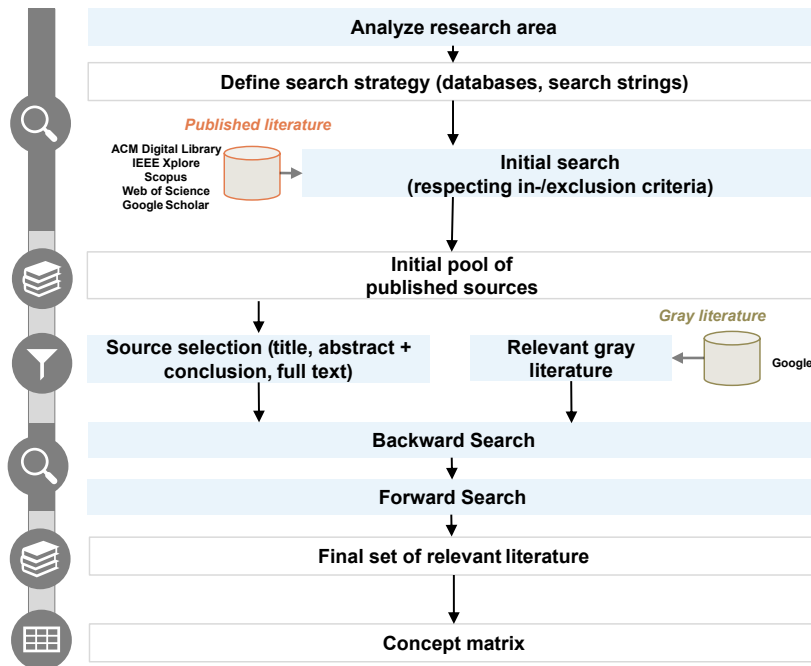 Analyze research area
Define search strategy (databases, search strings)
Published literature
ACM Digital Library
IEEE Xplore
Scopus
Web of Science
Google Scholar
Initial search
(respecting in-/exclusion criteria)
Initial pool of
published sources
Gray literature
Source selection (title, abstract +
conclusion, full text)
Relevant gray
literature
Google
Backward Search
Forward Search
Final set of relevant literature
Concept matrix